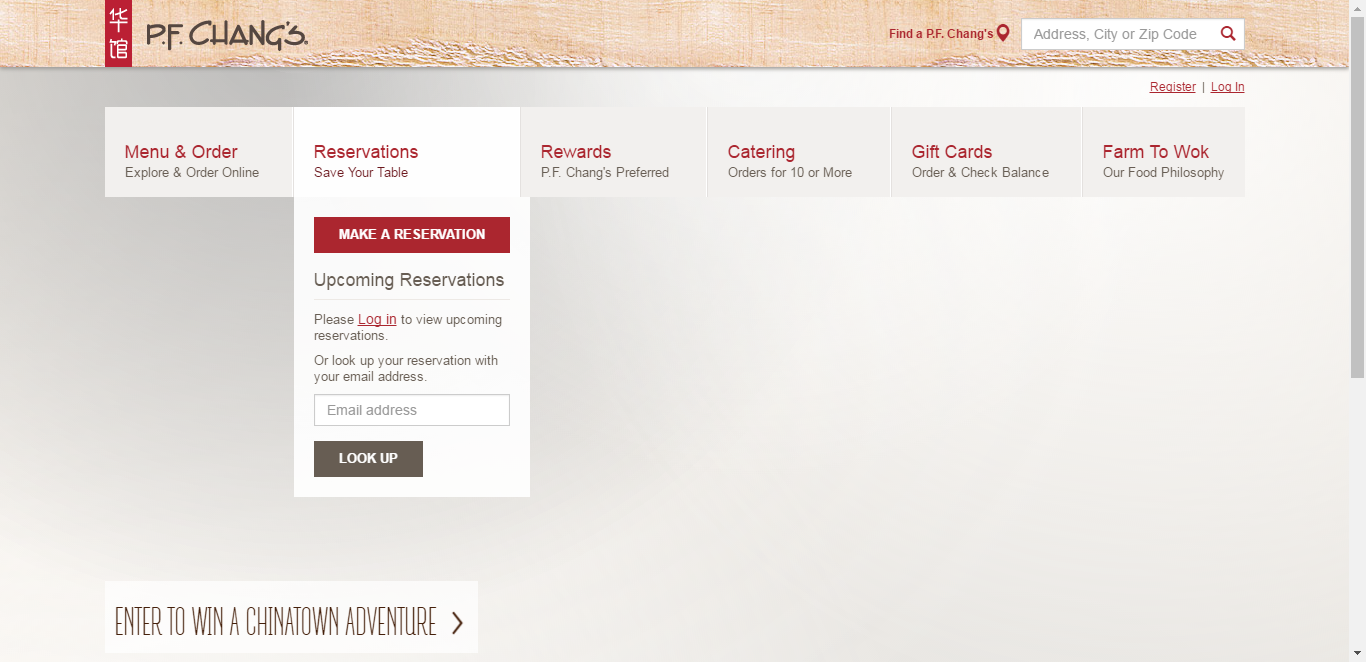 华
馆
P.F. CHANG'S.
Find a P.F. Chang's
Address, City or Zip Code
Register | Log In
Menu & Order
Explore & Order Online
Reservations
Save Your Table
Rewards
P.F. Chang's Preferred
Catering
Orders for 10 or More
Gift Cards
Order & Check Balance
Farm To Wok
Our Food Philosophy
MAKE A RESERVATION
Upcoming Reservations
Please Log in to view upcoming
reservations.
Or look up your reservation with
your email address.
Email address
LOOK UP
ENTER TO WIN A CHINATOWN ADVENTURE